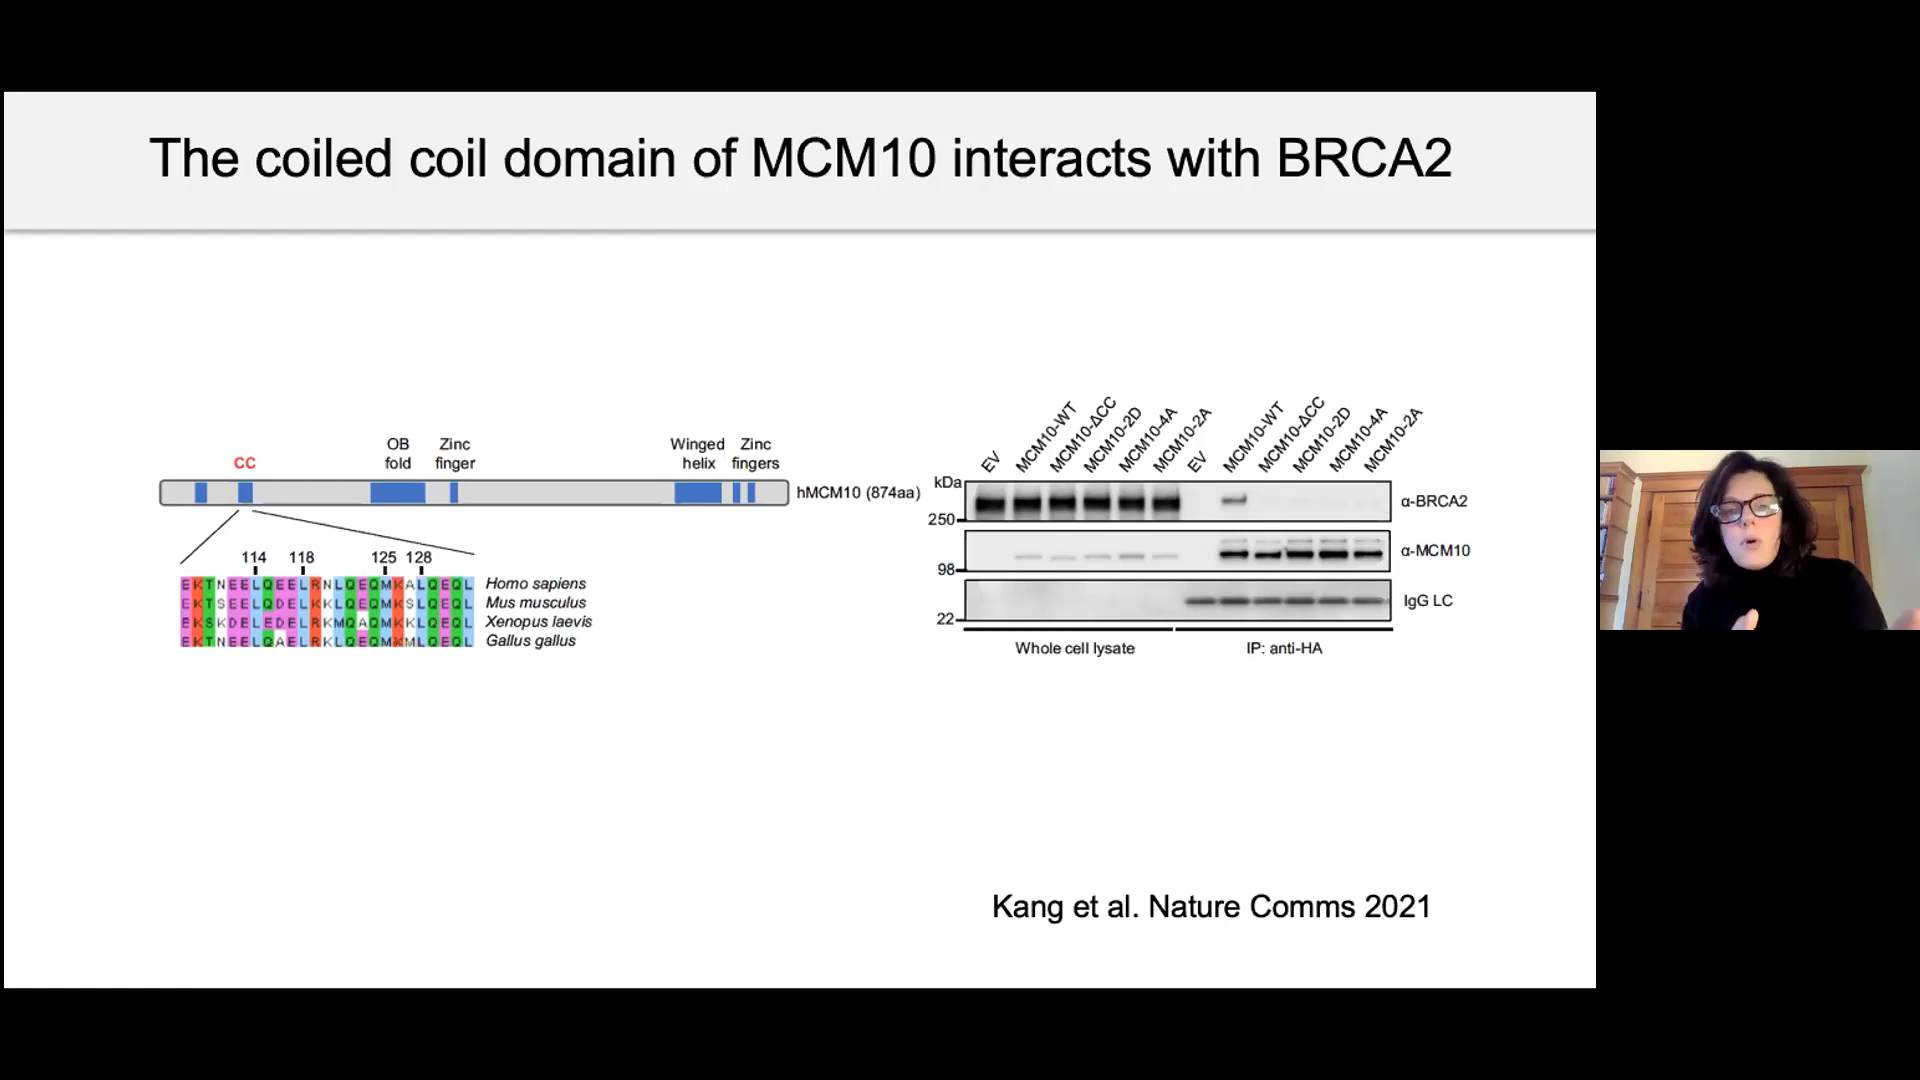 The coiled coil domain of MCM10 interacts with BRCA2
CC
OB fold
Zinc finger
Winged helix
Zinc fingers
hMCM10 (874aa)
114 118 125 128
EKTNEELQEELRNLQEQMKALQEQL Homo sapiens
EKTSEELQDELKKLQEQMKSLQEQL Mus musculus
EKSKDELEDELRKMQAQMKKLQEQL Xenopus laevis
EKTNEELQAELRKLQEQMKMLQEQL Gallus gallus
EV MCM10-WT MCM10-ΔCC MCM10-2D MCM10-4A MCM10-2A EV MCM10-WT MCM10-ΔCC MCM10-2D MCM10-4A MCM10-2A
kDa
α-BRCA2
250
α-MCM10
98
IgG LC
22
Whole cell lysate IP: anti-HA
Kang et al. Nature Comms 2021